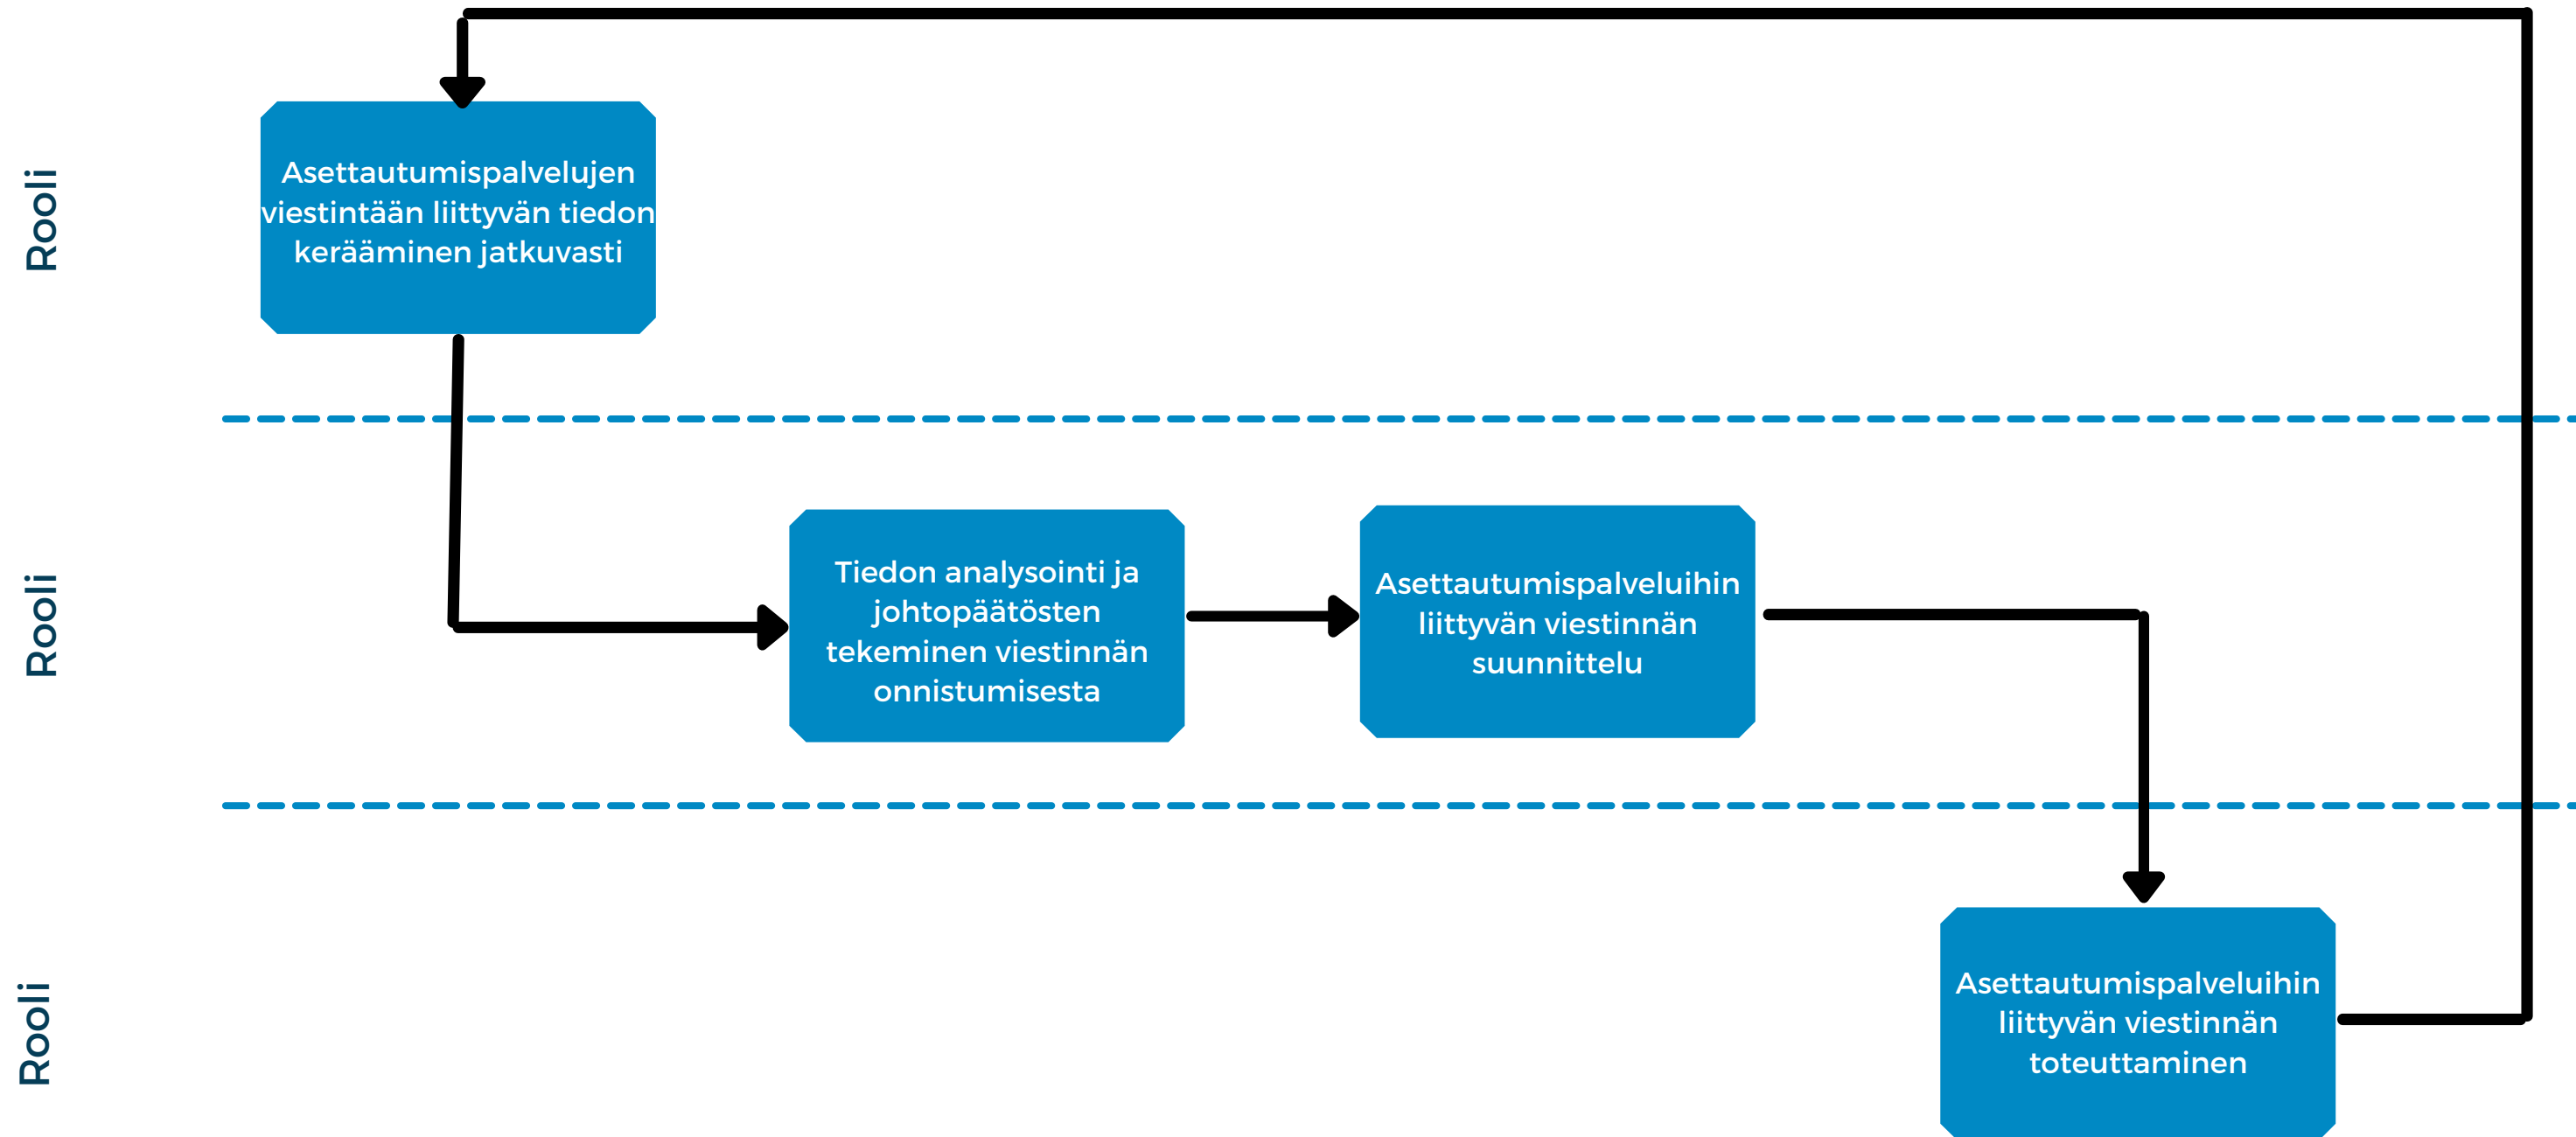 Rooli
Asettautumispalvelujen
viestintään liittyvän tiedon
kerääminen jatkuvasti
Rooli
Tiedon analysointi ja
johtopäätösten
tekeminen viestinnän
onnistumisesta
Asettautumispalveluihin
liittyvän viestinnän
suunnittelu
Rooli
Asettautumispalveluihin
liittyvän viestinnän
toteuttaminen